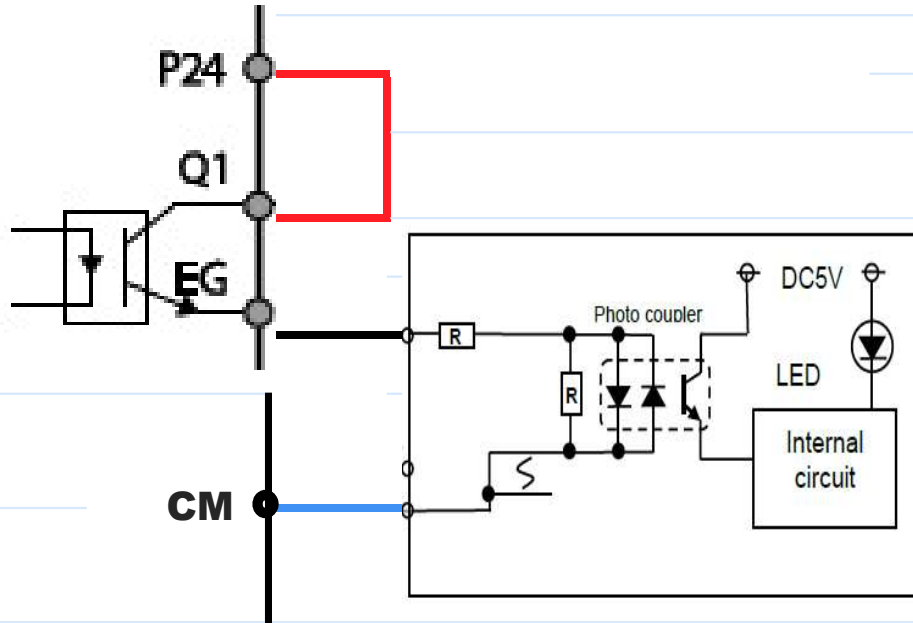 P24
Q1
EG
Photo coupler
DC5V
R
R
LED
Internal
circuit
CM